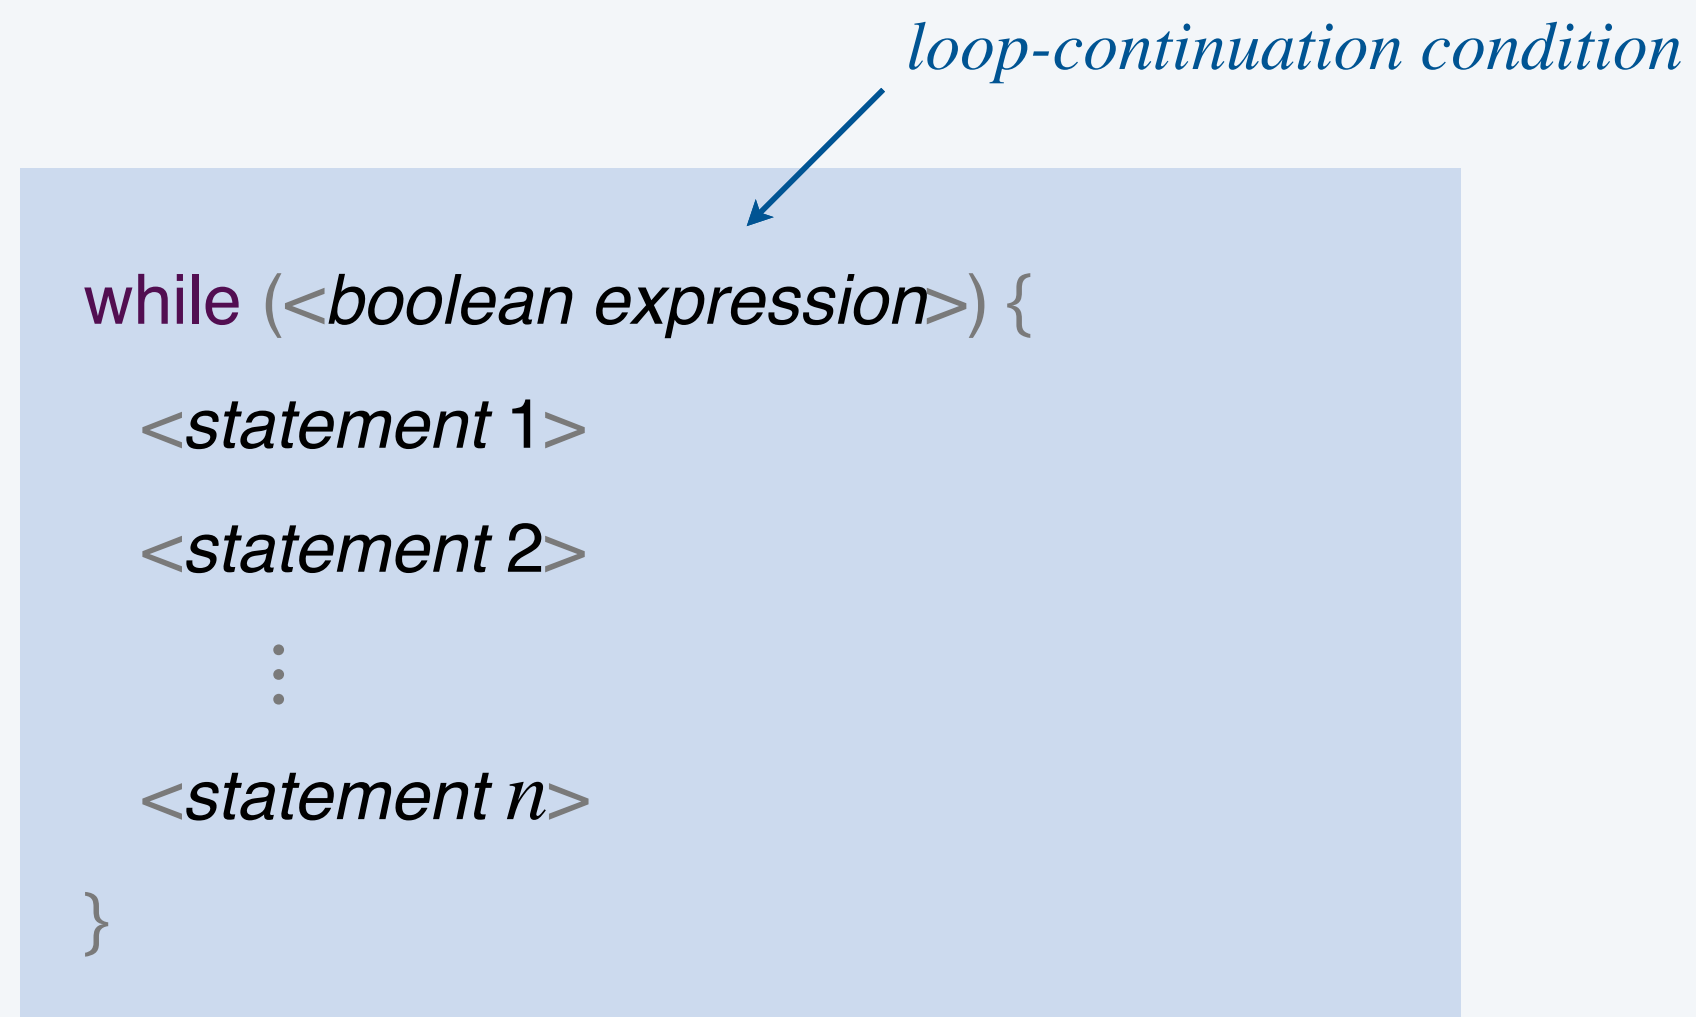 loop-continuation condition
while (<boolean expression>) {
<statement 1>
<statement 2>
⋮
<statement n>
}